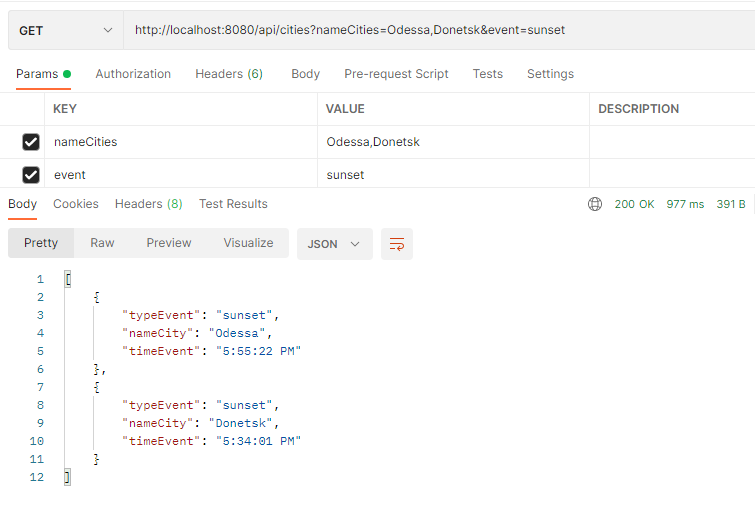 GET http://localhost:8080/api/cities?nameCities=Odessa,Donetsk&event=sunset
Params Authorization Headers (6) Body Pre-request Script Tests Settings
KEY VALUE DESCRIPTION
nameCities Odessa,Donetsk
event sunset
Body Cookies Headers (8) Test Results 200 OK 977 ms 391 B
Pretty Raw Preview Visualize JSON
1 [
2 {
3 "typeEvent": "sunset",
4 "nameCity": "Odessa",
5 "timeEvent": "5:55:22 PM"
6 },
7 {
8 "typeEvent": "sunset",
9 "nameCity": "Donetsk",
10 "timeEvent": "5:34:01 PM"
11 }
12 ]